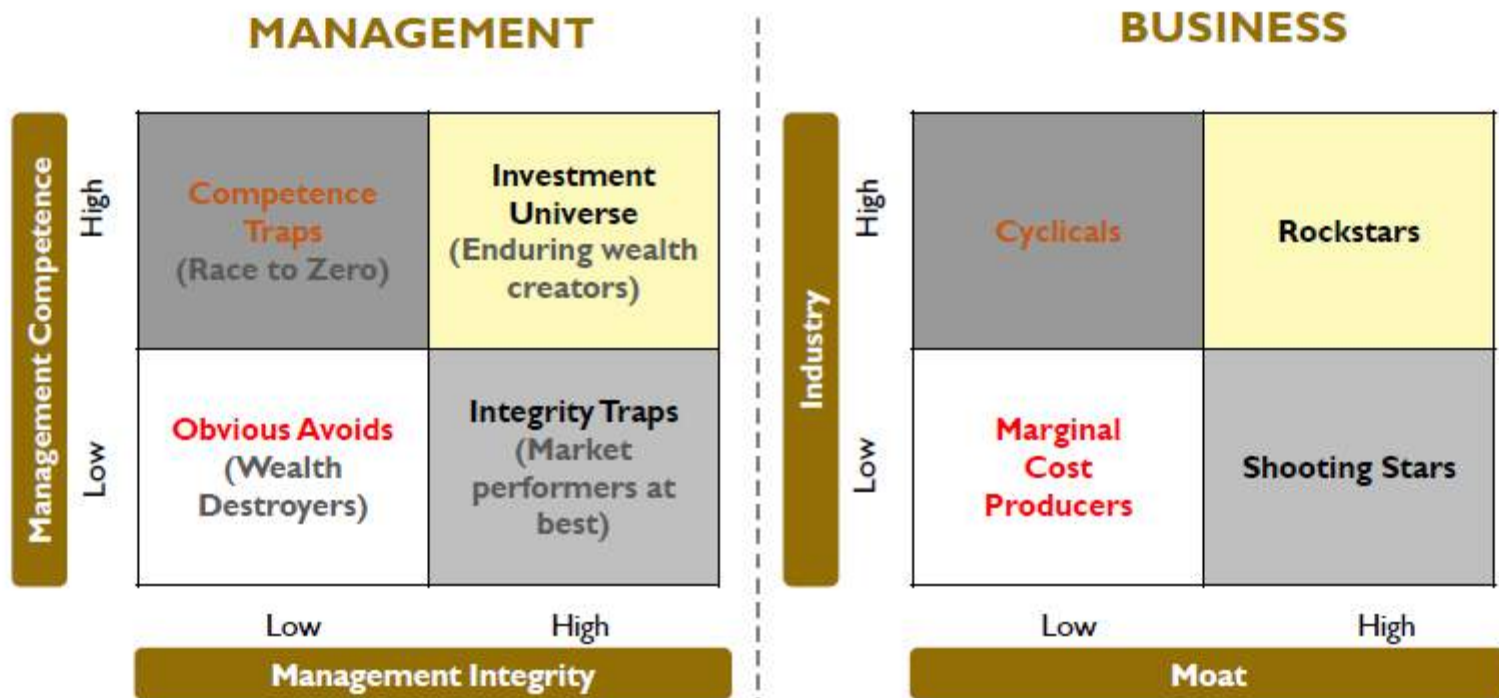 MANAGEMENT
Management Competence
High
Low
Competence
Traps
(Race to Zero)
Investment
Universe
(Enduring wealth
creators)
Obvious Avoids
(Wealth
Destroyers)
Integrity Traps
(Market
performers at
best)
Low
High
Management Integrity
BUSINESS
Industry
High
Low
Cyclicals
Rockstars
Marginal
Cost
Producers
Shooting Stars
Low
High
Moat